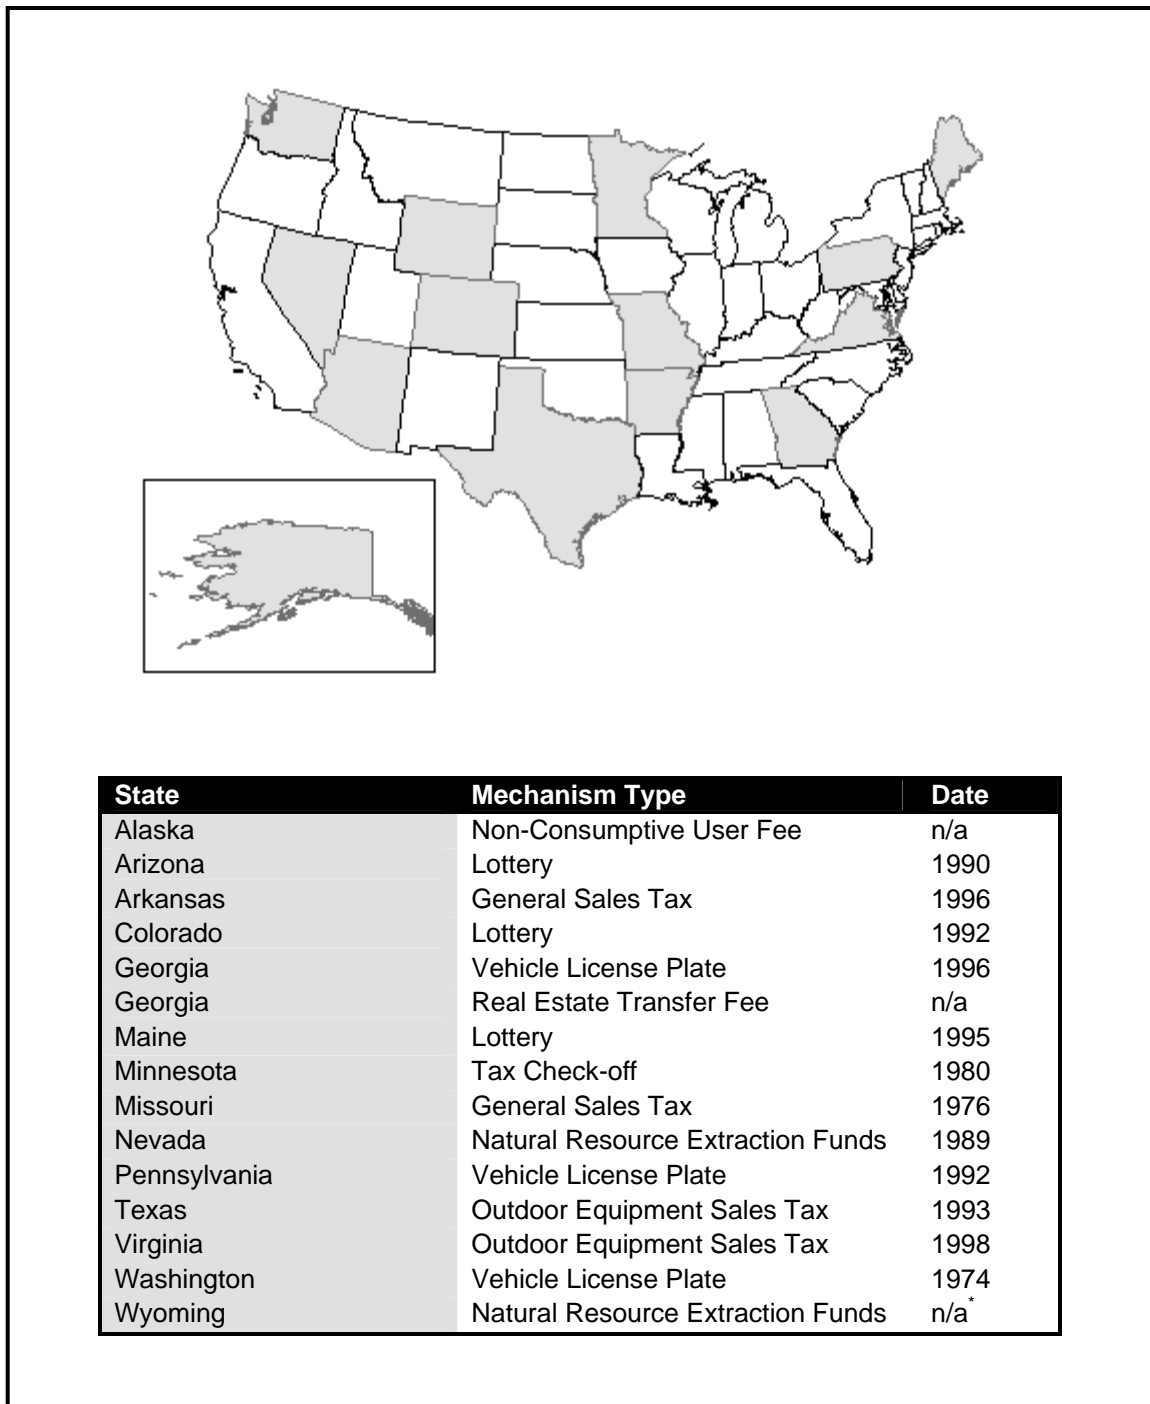 State Mechanism Type Date
Alaska Non-Consumptive User Fee n/a
Arizona Lottery 1990
Arkansas General Sales Tax 1996
Colorado Lottery 1992
Georgia Vehicle License Plate 1996
Georgia Real Estate Transfer Fee n/a
Maine Lottery 1995
Minnesota Tax Check-off 1980
Missouri General Sales Tax 1976
Nevada Natural Resource Extraction Funds 1989
Pennsylvania Vehicle License Plate 1992
Texas Outdoor Equipment Sales Tax 1993
Virginia Outdoor Equipment Sales Tax 1998
Washington Vehicle License Plate 1974
Wyoming Natural Resource Extraction Funds n/a*